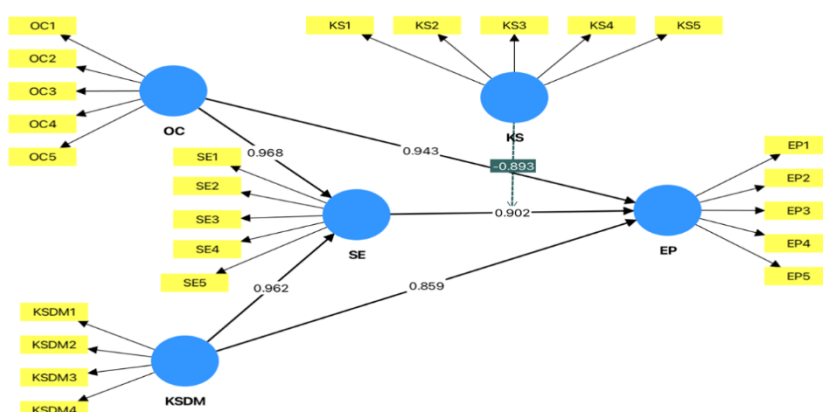 OC1
OC2
OC3
OC4
OC5
OC
KS1
KS2
KS3
KS4
KS5
KS
0.968
0.943
-0.893
SE1
SE2
SE3
SE4
SE5
SE
0.902
EP1
EP2
EP3
EP4
EP5
EP
0.962
0.859
KSDM1
KSDM2
KSDM3
KSDM4
KSDM